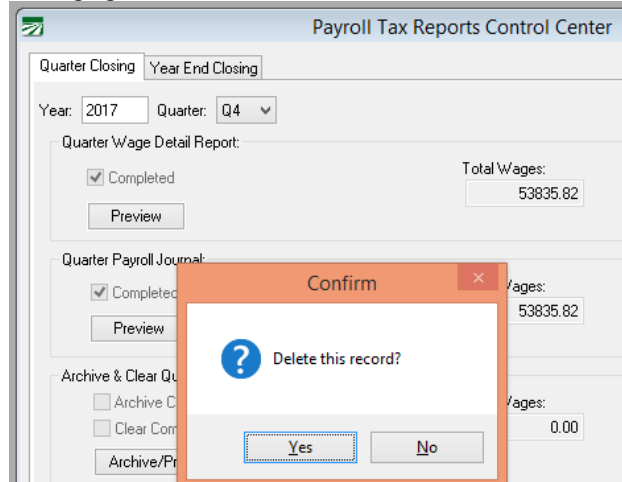 Payroll Tax Reports Control Center
Quarter Closing Year End Closing
Year: 2017 Quarter: Q4
Quarter Wage Detail Report:
Completed
Total Wages:
53835.82
Preview
Quarter Payroll Journal:
Completed
Wages:
53835.82
Preview
Confirm
Delete this record?
Yes No
Archive & Clear Qu
Archive C
Wages:
Clear Com
0.00
Archive/Pr